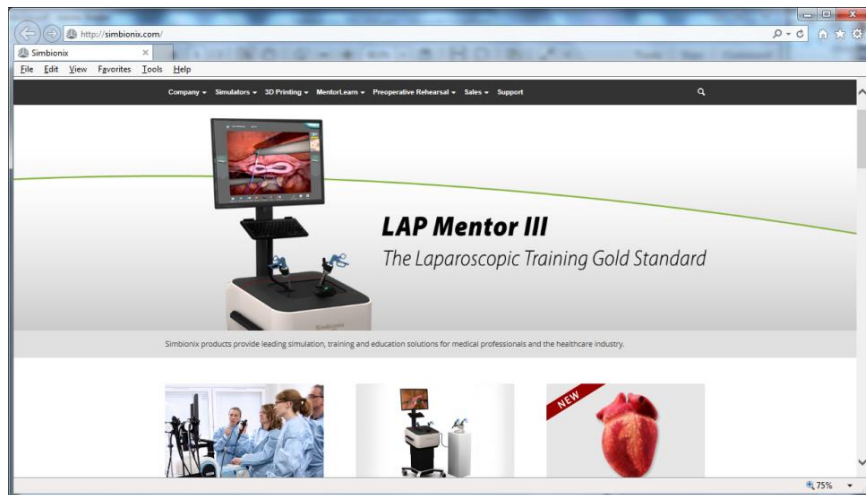 http://simbionix.com/
Simbionix
File Edit View Favorites Tools Help
Company Simulators 3D Printing MentorLearn Preoperative Rehearsal Sales Support
LAP Mentor III
The Laparoscopic Training Gold Standard
Simbionix
Simbionix products provide leading simulation, training and education solutions for medical professionals and the healthcare industry.
NEW
75%